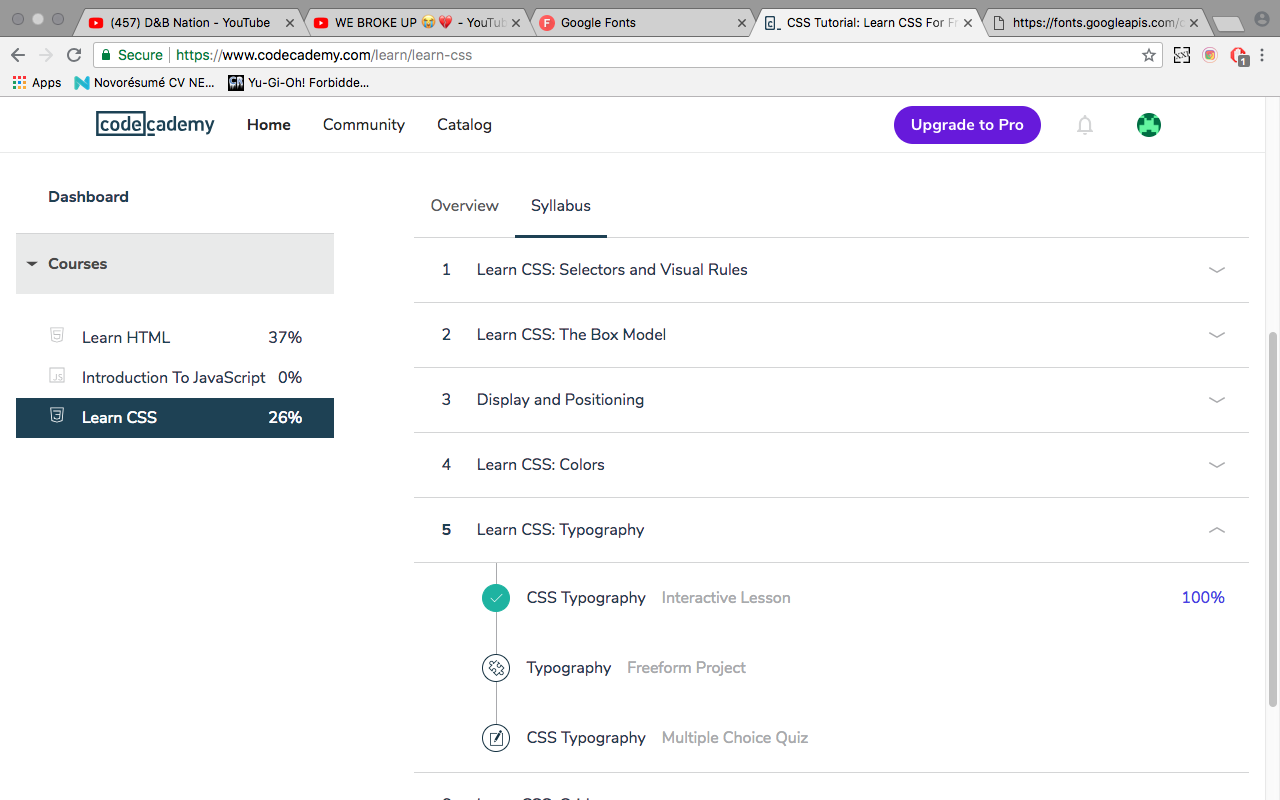 (457) D&B Nation - YouTube
WE BROKE UP 😭💔 - YouTub
Google Fonts
CSS Tutorial: Learn CSS For Fr
https://fonts.googleapis.com/c
Secure https://www.codecademy.com/learn/learn-css
1
Apps Novorésumé CV NE... Yu-Gi-Oh! Forbidde...
codecademy Home Community Catalog Upgrade to Pro
Dashboard
Courses
Learn HTML 37%
JS Introduction To JavaScript 0%
Learn CSS 26%
Overview Syllabus
1 Learn CSS: Selectors and Visual Rules
2 Learn CSS: The Box Model
3 Display and Positioning
4 Learn CSS: Colors
5 Learn CSS: Typography
CSS Typography Interactive Lesson 100%
Typography Freeform Project
CSS Typography Multiple Choice Quiz